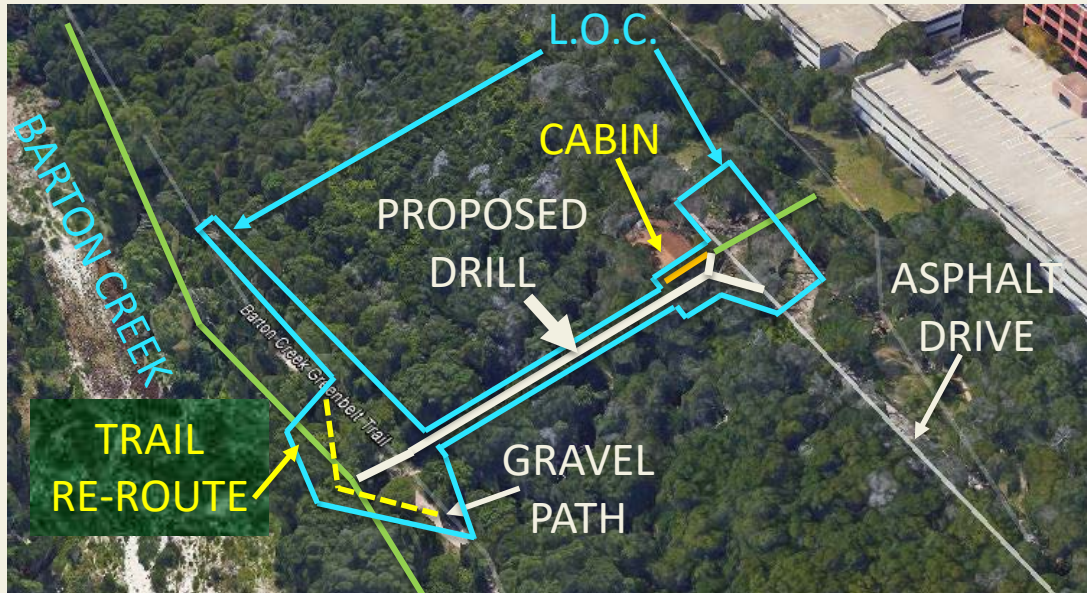 L.O.C.
CABIN
BARTON CREEK
PROPOSED
DRILL
ASPHALT
DRIVE
Barton Creek Greenbelt Trail
TRAIL
RE-ROUTE
GRAVEL
PATH